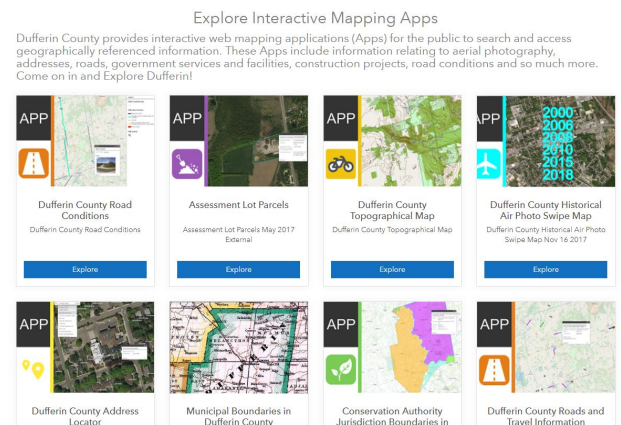 Explore Interactive Mapping Apps
Dufferin County provides interactive web mapping applications (Apps) for the public to search and access
geographically referenced information. These Apps include information relating to aerial photography,
addresses, roads, government services and facilities, construction projects, road conditions and so much more.
Come on in and Explore Dufferin!
APP
Dufferin County Road
Conditions
Dufferin County Road Conditions
Explore
APP
Assessment Lot Parcels
Assessment Lot Parcels May 2017
External
Explore
APP
Dufferin County
Topographical Map
Dufferin County Topographical Map
Explore
APP
2000
2006
2008
2010
2015
2018
Dufferin County Historical
Air Photo Swipe Map
Dufferin County Historical Air Photo
Swipe Map Nov 16 2017
Explore
APP
Dufferin County Address
Locator
Municipal Boundaries in
Dufferin County
APP
Conservation Authority
Jurisdiction Boundaries in
APP
Dufferin County Roads and
Travel Information